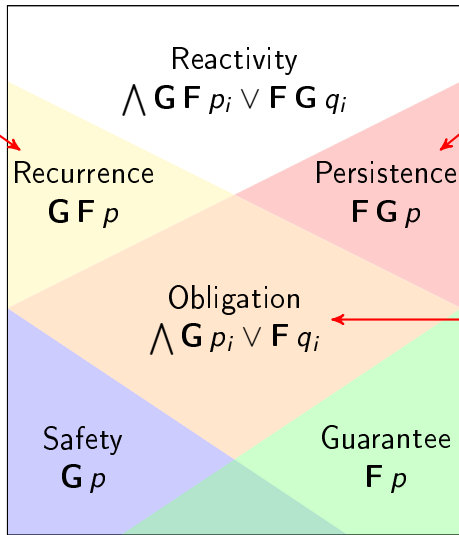 Reactivity
⋀ G F pᵢ ∨ F G qᵢ
Recurrence
G F p
Persistence
F G p
Obligation
⋀ G pᵢ ∨ F qᵢ
Safety
G p
Guarantee
F p